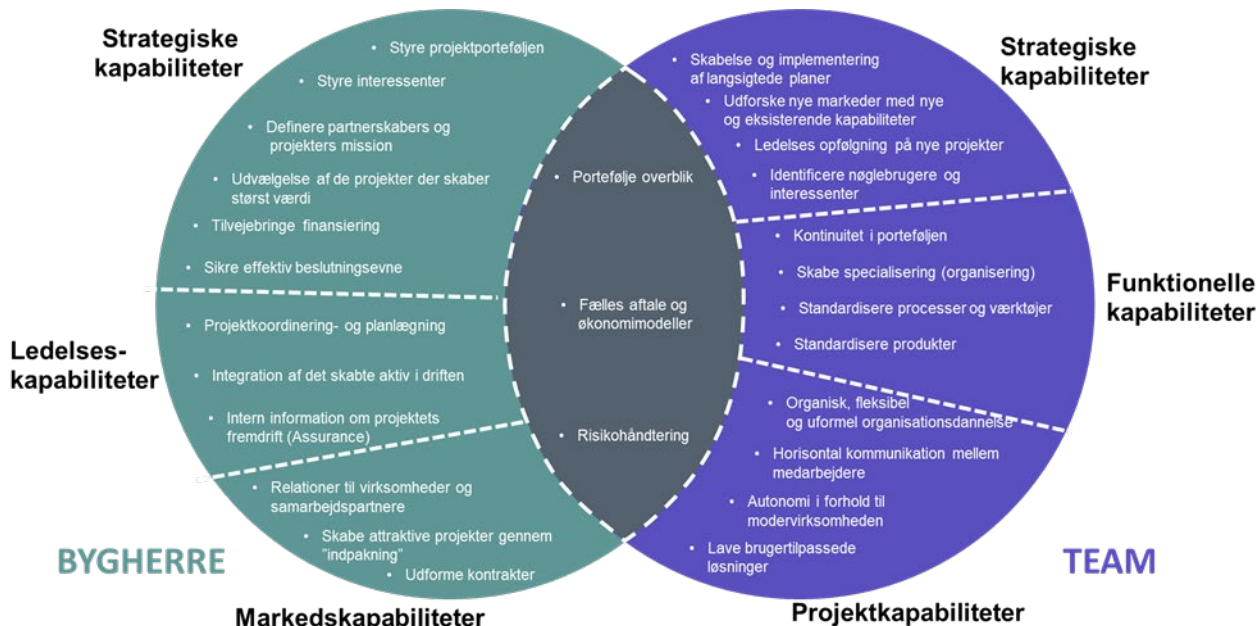 Strategiske
kapabiliteter
• Styre projektporteføljen
• Styre interessenter
• Definere partnerskabers og
projekters mission
• Udvælgelse af de projekter der skaber
størst værdi
• Tilvejebringe finansiering
• Sikre effektiv beslutningsevne
Ledelses-
kapabiliteter
• Projektkoordinering- og planlægning
• Integration af det skabte aktiv i driften
• Intern information om projektets
fremdrift (Assurance)
• Relationer til virksomheder og
samarbejdspartnere
• Skabe attraktive projekter gennem
"indpakning"
• Udforme kontrakter
BYGHERRE
Markedskapabiliteter
• Portefølje overblik
• Fælles aftale og
økonomimodeller
• Risikohåndtering
Strategiske
kapabiliteter
• Skabelse og implementering
af langsigtede planer
• Udforske nye markeder med nye
og eksisterende kapabiliteter
• Ledelses opfølgning på nye projekter
• Identificere nøglebrugere og
interessenter
Funktionelle
kapabiliteter
• Kontinuitet i porteføljen
• Skabe specialisering (organisering)
• Standardisere processer og værktøjer
• Standardisere produkter
• Organisk, fleksibel
og uformel organisationsdannelse
• Horisontal kommunikation mellem
medarbejdere
• Autonomi i forhold til
modervirksomheden
• Lave brugertilpassede
løsninger
TEAM
Projektkapabiliteter